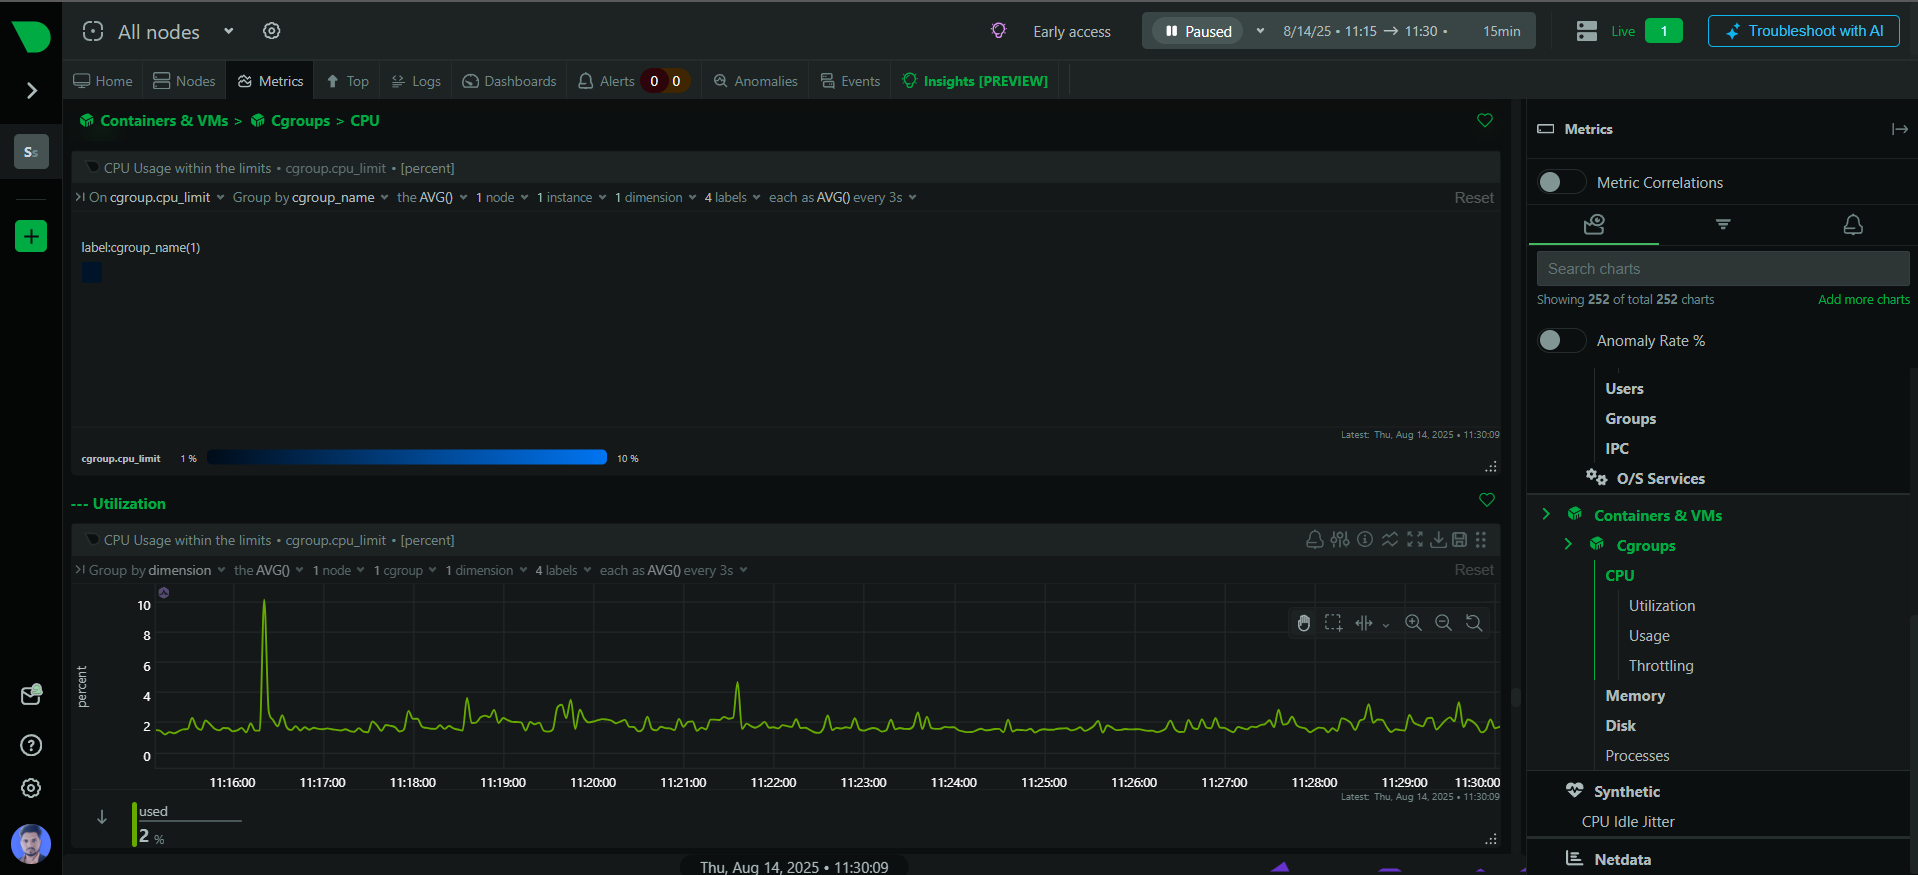 All nodes
Early access
Paused
8/14/25 • 11:15 → 11:30 •
15min
Live
1
Troubleshoot with AI
Home
Nodes
Metrics
Top
Logs
Dashboards
Alerts
0
0
Anomalies
Events
Insights [PREVIEW]
Ss
Containers & VMs > Cgroups > CPU
CPU Usage within the limits • cgroup.cpu_limit • [percent]
On cgroup.cpu_limit Group by cgroup_name the AVG() 1 node 1 instance 1 dimension 4 labels each as AVG() every 3s
Reset
label:cgroup_name(1)
Latest: Thu, Aug 14, 2025 • 11:30:09
cgroup.cpu_limit 1 % 10 %
--- Utilization
CPU Usage within the limits • cgroup.cpu_limit • [percent]
Group by dimension the AVG() 1 node 1 cgroup 1 dimension 4 labels each as AVG() every 3s
Reset
percent
10
8
6
4
2
0
11:16:00 11:17:00 11:18:00 11:19:00 11:20:00 11:21:00 11:22:00 11:23:00 11:24:00 11:25:00 11:26:00 11:27:00 11:28:00 11:29:00 11:30:00
Latest: Thu, Aug 14, 2025 • 11:30:09
used
2 %
Thu, Aug 14, 2025 • 11:30:09
Metrics
Metric Correlations
Search charts
Showing 252 of total 252 charts
Add more charts
Anomaly Rate %
Users
Groups
IPC
O/S Services
Containers & VMs
Cgroups
CPU
Utilization
Usage
Throttling
Memory
Disk
Processes
Synthetic
CPU Idle Jitter
Netdata